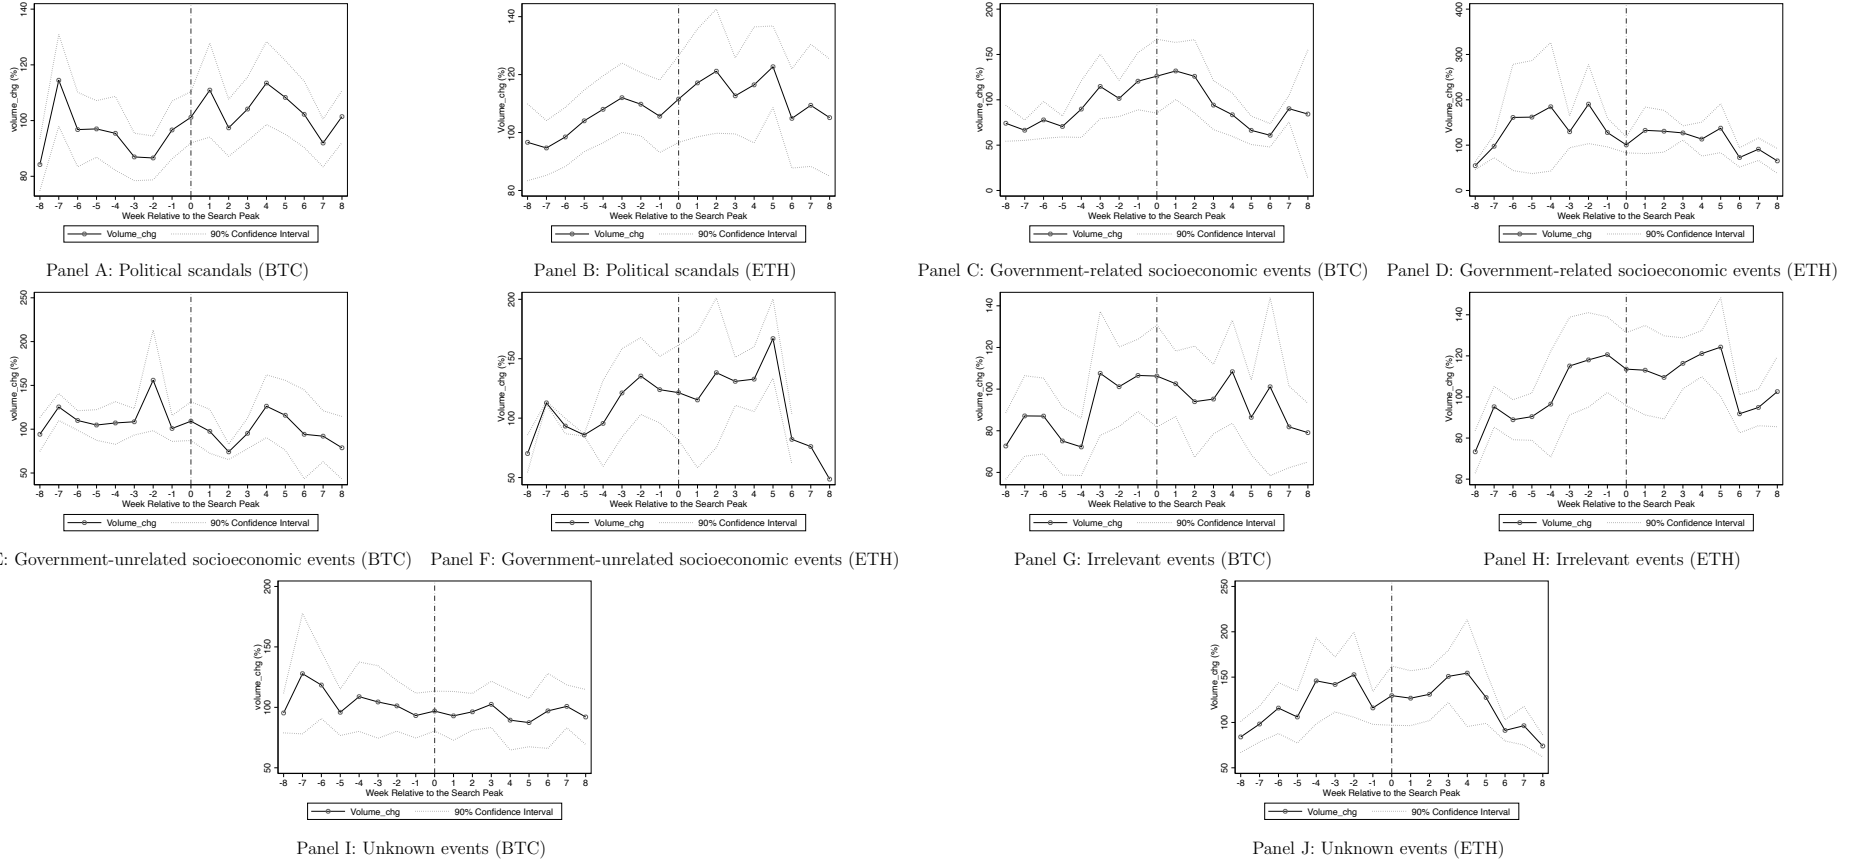 volume_chg (%)
80 100 120 140
-8 -7 -6 -5 -4 -3 -2 -1 0 1 2 3 4 5 6 7 8
Week Relative to the Search Peak
Volume_chg 90% Confidence Interval
Panel A: Political scandals (BTC)
Volume_chg (%)
80 100 120 140
-8 -7 -6 -5 -4 -3 -2 -1 0 1 2 3 4 5 6 7 8
Week Relative to the Search Peak
Volume_chg 90% Confidence Interval
Panel B: Political scandals (ETH)
volume_chg (%)
0 50 100 150 200
-8 -7 -6 -5 -4 -3 -2 -1 0 1 2 3 4 5 6 7 8
Week Relative to the Search Peak
Volume_chg 90% Confidence Interval
Panel C: Government-related socioeconomic events (BTC)
Volume_chg (%)
0 100 200 300 400
-8 -7 -6 -5 -4 -3 -2 -1 0 1 2 3 4 5 6 7 8
Week Relative to the Search Peak
Volume_chg 90% Confidence Interval
Panel D: Government-related socioeconomic events (ETH)
volume_chg (%)
50 100 150 200 250
-8 -7 -6 -5 -4 -3 -2 -1 0 1 2 3 4 5 6 7 8
Week Relative to the Search Peak
Volume_chg 90% Confidence Interval
E: Government-unrelated socioeconomic events (BTC)
Volume_chg (%)
50 100 150 200
-8 -7 -6 -5 -4 -3 -2 -1 0 1 2 3 4 5 6 7 8
Week Relative to the Search Peak
Volume_chg 90% Confidence Interval
Panel F: Government-unrelated socioeconomic events (ETH)
volume_chg (%)
60 80 100 120 140
-8 -7 -6 -5 -4 -3 -2 -1 0 1 2 3 4 5 6 7 8
Week Relative to the Search Peak
Volume_chg 90% Confidence Interval
Panel G: Irrelevant events (BTC)
Volume_chg (%)
60 80 100 120 140
-8 -7 -6 -5 -4 -3 -2 -1 0 1 2 3 4 5 6 7 8
Week Relative to the Search Peak
Volume_chg 90% Confidence Interval
Panel H: Irrelevant events (ETH)
volume_chg (%)
50 100 150 200
-8 -7 -6 -5 -4 -3 -2 -1 0 1 2 3 4 5 6 7 8
Week Relative to the Search Peak
Volume_chg 90% Confidence Interval
Panel I: Unknown events (BTC)
Volume_chg (%)
50 100 150 200 250
-8 -7 -6 -5 -4 -3 -2 -1 0 1 2 3 4 5 6 7 8
Week Relative to the Search Peak
Volume_chg 90% Confidence Interval
Panel J: Unknown events (ETH)